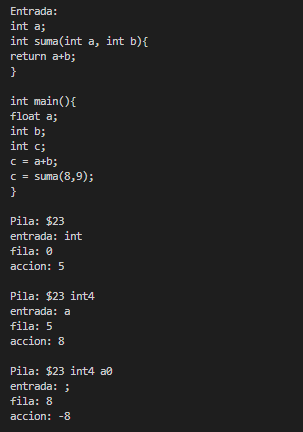 Entrada:
int a;
int suma(int a, int b){
return a+b;
}
int main(){
float a;
int b;
int c;
c = a+b;
c = suma(8,9);
}
Pila: $23
entrada: int
fila: 0
accion: 5
Pila: $23 int4
entrada: a
fila: 5
accion: 8
Pila: $23 int4 a0
entrada: ;
fila: 8
accion: -8